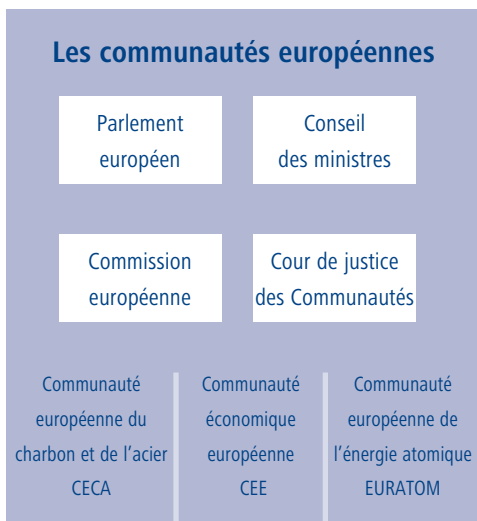 Les communautés européennes
Parlement
européen
Conseil
des ministres
Commission
européenne
Cour de justice
des Communautés
Communauté
européenne du
charbon et de l'acier
CECA
Communauté
économique
européenne
CEE
Communauté
européenne de
l'énergie atomique
EURATOM